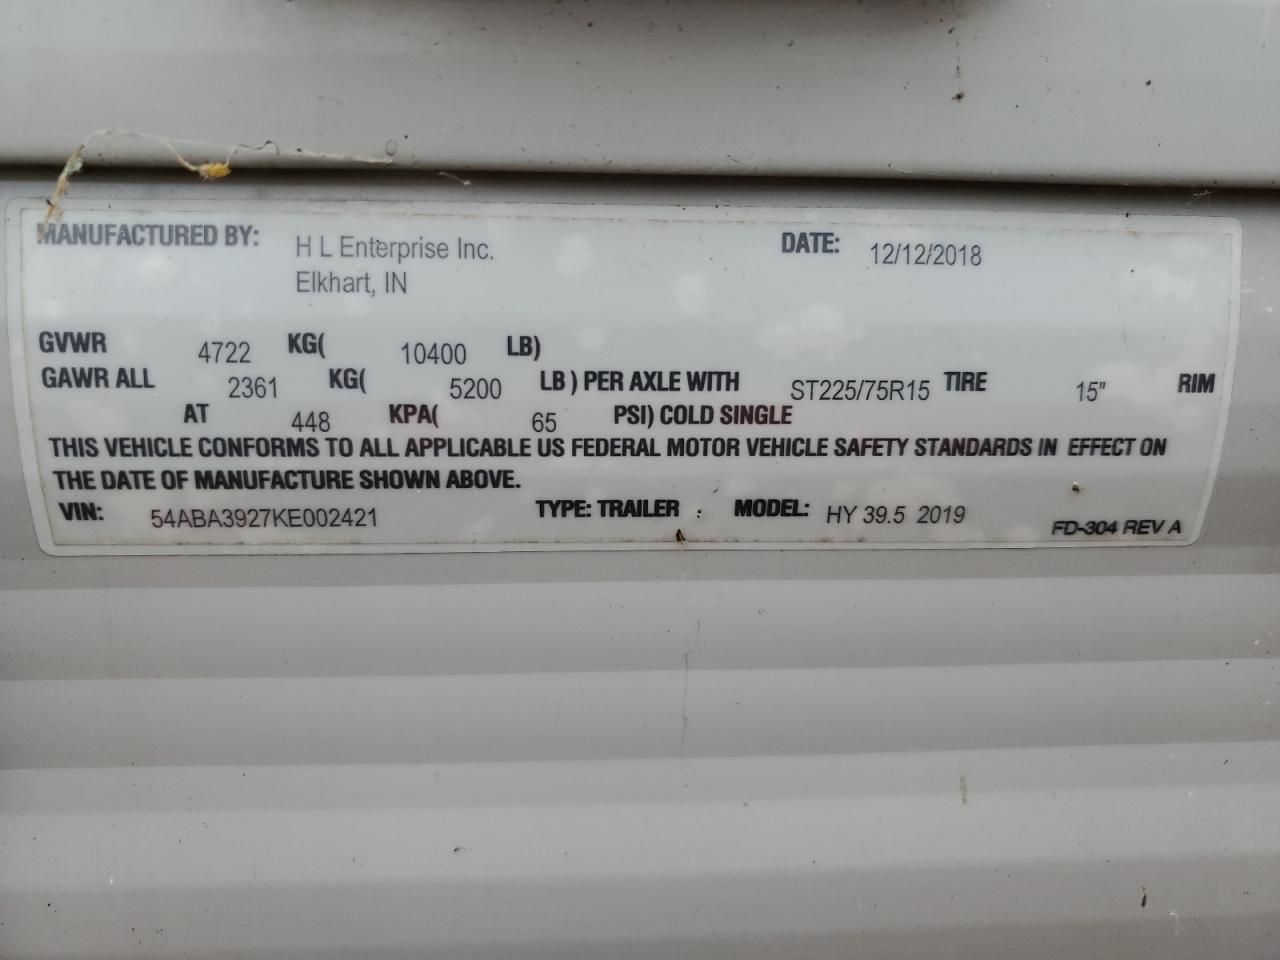 MANUFACTURED BY: H L Enterprise Inc. DATE: 12/12/2018
Elkhart, IN
GVWR 4722 KG( 10400 LB)
GAWR ALL 2361 KG( 5200 LB ) PER AXLE WITH ST225/75R15 TIRE 15" RIM
AT 448 KPA( 65 PSI) COLD SINGLE
THIS VEHICLE CONFORMS TO ALL APPLICABLE US FEDERAL MOTOR VEHICLE SAFETY STANDARDS IN EFFECT ON
THE DATE OF MANUFACTURE SHOWN ABOVE.
VIN: 54ABA3927KE002421 TYPE: TRAILER : MODEL: HY 39.5 2019
FD-304 REV A